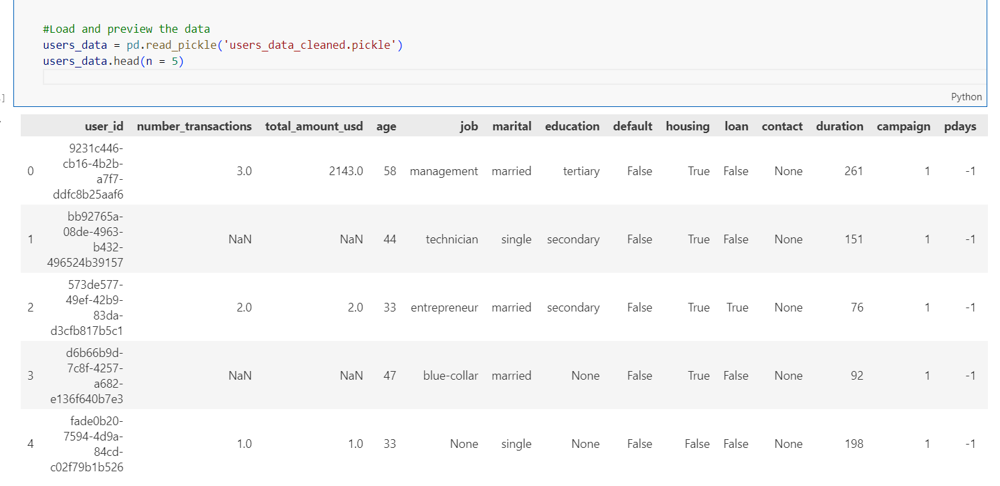 #Load and preview the data
users_data = pd.read_pickle('users_data_cleaned.pickle')
users_data.head(n = 5)
]
Python
user_id number_transactions total_amount_usd age job marital education default housing loan contact duration campaign pdays
9231c446-
cb16-4b2b-
0 a7f7- 3.0 2143.0 58 management married tertiary False True False None 261 1 -1
ddfc8b25aaf6
bb92765a-
08de-4963-
1 b432- NaN NaN 44 technician single secondary False True False None 151 1 -1
496524b39157
573de577-
49ef-42b9-
2 83da- 2.0 2.0 33 entrepreneur married secondary False True True None 76 1 -1
d3cfb817b5c1
d6b66b9d-
7c8f-4257-
3 a682- NaN NaN 47 blue-collar married None False True False None 92 1 -1
e136f640b7e3
fade0b20-
7594-4d9a-
4 84cd- 1.0 1.0 33 None single None False False False None 198 1 -1
c02f79b1b526